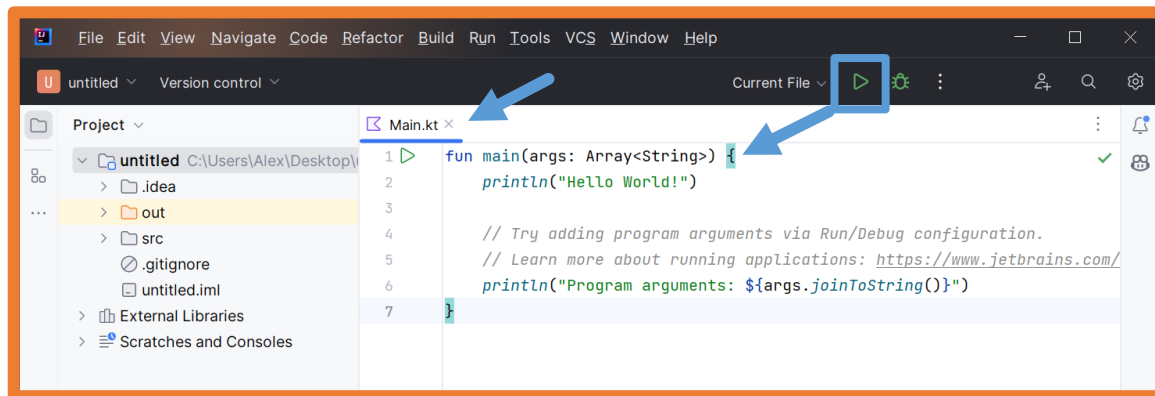 File Edit View Navigate Code Refactor Build Run Tools VCS Window Help
U untitled Version control Current File
Project
Main.kt
untitled C:\Users\Alex\Desktop\
.idea
out
src
.gitignore
untitled.iml
External Libraries
Scratches and Consoles
1 fun main(args: Array<String>) {
2 println("Hello World!")
3
4 // Try adding program arguments via Run/Debug configuration.
5 // Learn more about running applications: https://www.jetbrains.com/
6 println("Program arguments: ${args.joinToString()}")
7 }